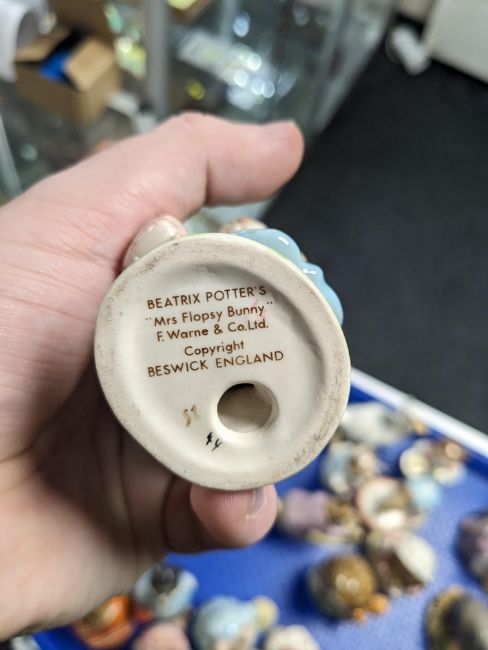 BEATRIX POTTER'S
"Mrs Flopsy Bunny"
F. Warne & Co. Ltd.
Copyright
BESWICK ENGLAND